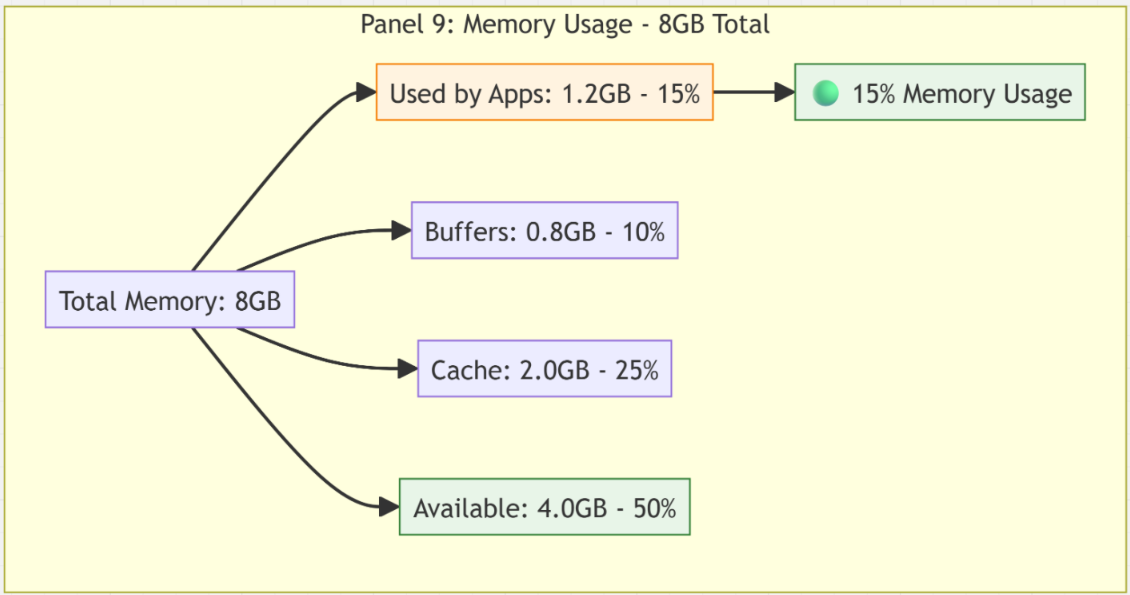 Panel 9: Memory Usage - 8GB Total
Used by Apps: 1.2GB - 15%
15% Memory Usage
Buffers: 0.8GB - 10%
Total Memory: 8GB
Cache: 2.0GB - 25%
Available: 4.0GB - 50%